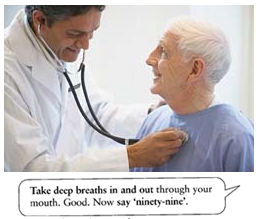 Take deep breaths in and out through your
mouth. Good. Now say ‘ninety-nine’.